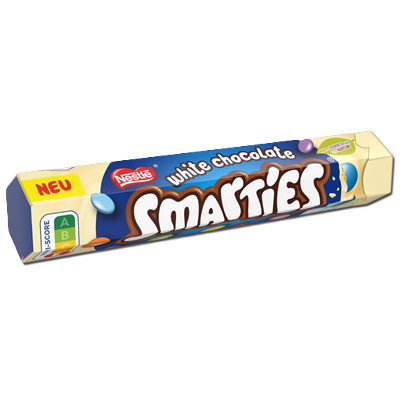 NEU
Nestlé
white chocolate
SMARTIES
I-SCORE
A
B